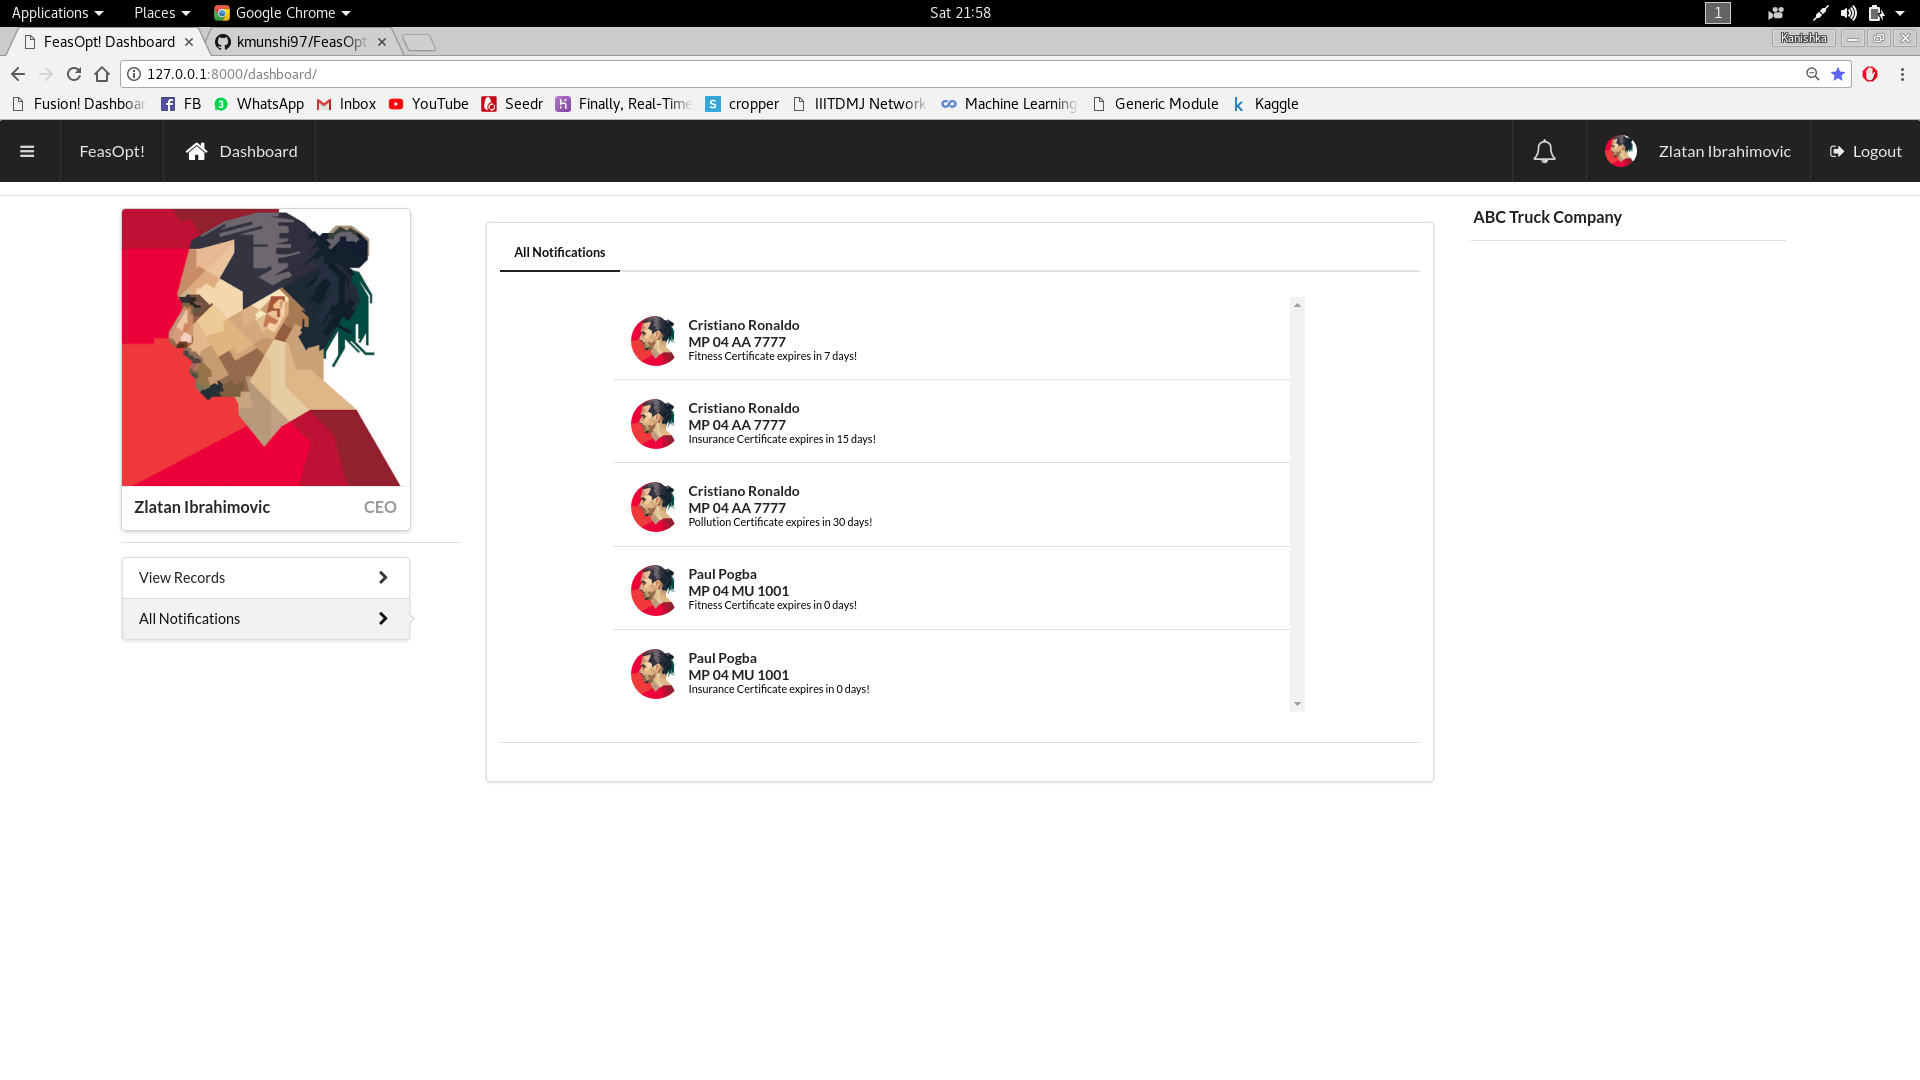 Applications Places Google Chrome Sat 21:58 1
FeasOpt! Dashboard kmunshi97/FeasOpt Kanishka
127.0.0.1:8000/dashboard/
Fusion! Dashboar FB WhatsApp Inbox YouTube Seedr Finally, Real-Time cropper IIITDMJ Network Machine Learning Generic Module Kaggle
FeasOpt! Dashboard Zlatan Ibrahimovic Logout
Zlatan Ibrahimovic CEO
View Records
All Notifications
All Notifications
Cristiano Ronaldo
MP 04 AA 7777
Fitness Certificate expires in 7 days!
Cristiano Ronaldo
MP 04 AA 7777
Insurance Certificate expires in 15 days!
Cristiano Ronaldo
MP 04 AA 7777
Pollution Certificate expires in 30 days!
Paul Pogba
MP 04 MU 1001
Fitness Certificate expires in 0 days!
Paul Pogba
MP 04 MU 1001
Insurance Certificate expires in 0 days!
ABC Truck Company